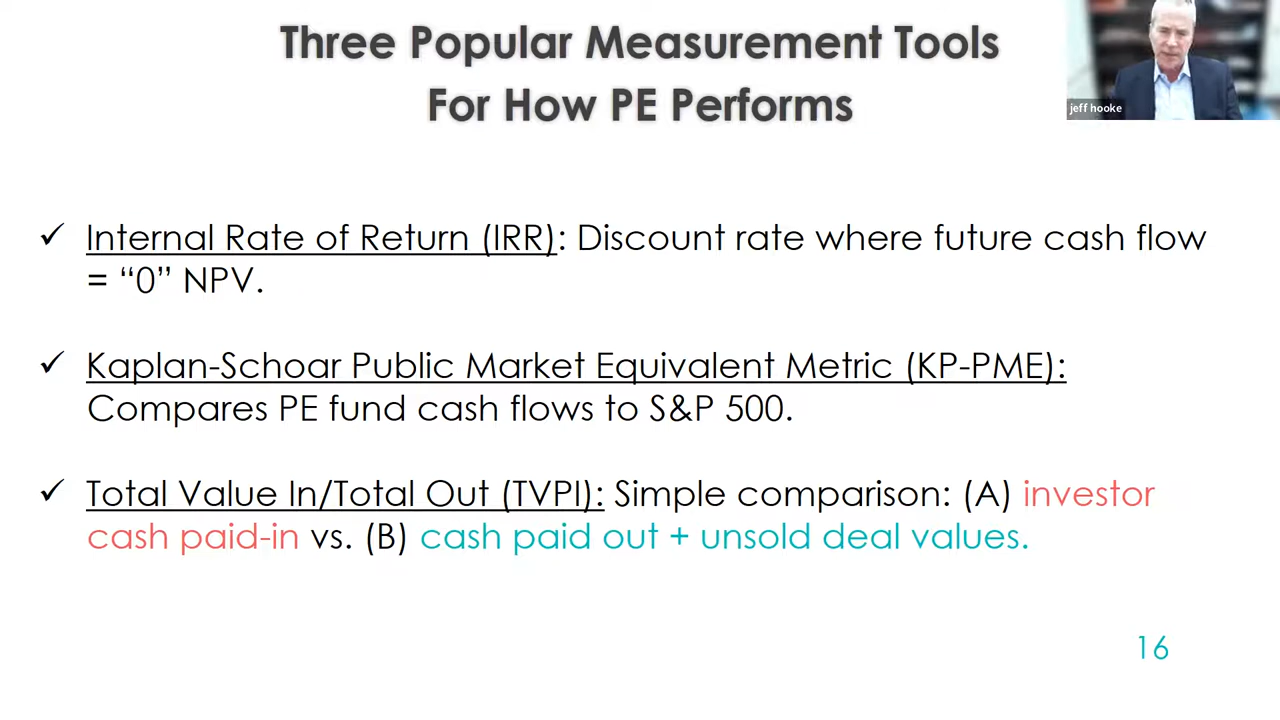 Three Popular Measurement Tools
For How PE Performs
jeff hooke
✓ Internal Rate of Return (IRR): Discount rate where future cash flow
= “0” NPV.
✓ Kaplan-Schoar Public Market Equivalent Metric (KP-PME):
Compares PE fund cash flows to S&P 500.
✓ Total Value In/Total Out (TVPI): Simple comparison: (A) investor
cash paid-in vs. (B) cash paid out + unsold deal values.
16